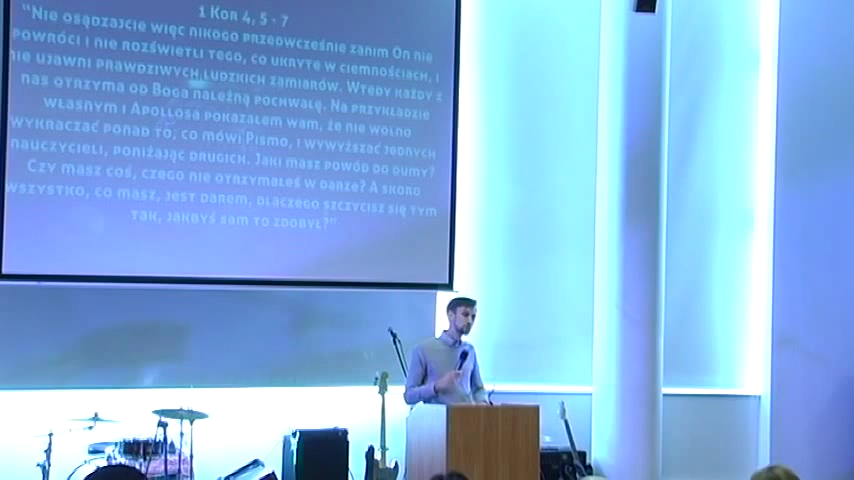 1 Kor 4, 5 - 7
"Nie osądzajcie więc nikogo przedwcześnie zanim On nie
powróci i nie rozświetli tego, co ukryte w ciemnościach, i
nie ujawni prawdziwych ludzkich zamiarów. Wtedy każdy z
nas otrzyma od Boga należną pochwałę. Na przykładzie
własnym i Apollosa pokazałem wam, że nie wolno
wykraczać ponad to, co mówi Pismo, i wywyższać jednych
nauczycieli, poniżając drugich. Jaki masz powód do dumy?
Czy masz coś, czego nie otrzymałeś w darze? A skoro
wszystko, co masz, jest darem, dlaczego szczycisz się tym
tak, jakbyś sam to zdobył?"